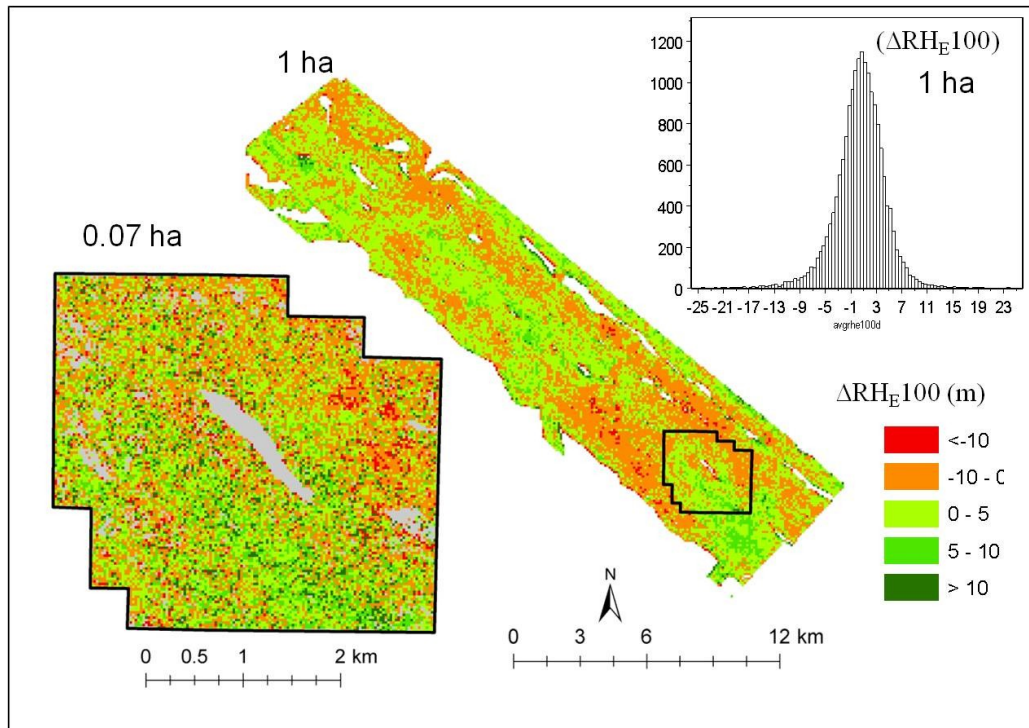 1 ha
0.07 ha
(ΔRH_E100)
1 ha
1200
1000
800
600
400
200
0
-25 -21 -17 -13 -9 -5 -1 3 7 11 15 19 23
avgrhe100d
ΔRH_E100 (m)
<-10
-10 - 0
0 - 5
5 - 10
> 10
N
0 3 6 9 12 km
0 0.5 1 2 km